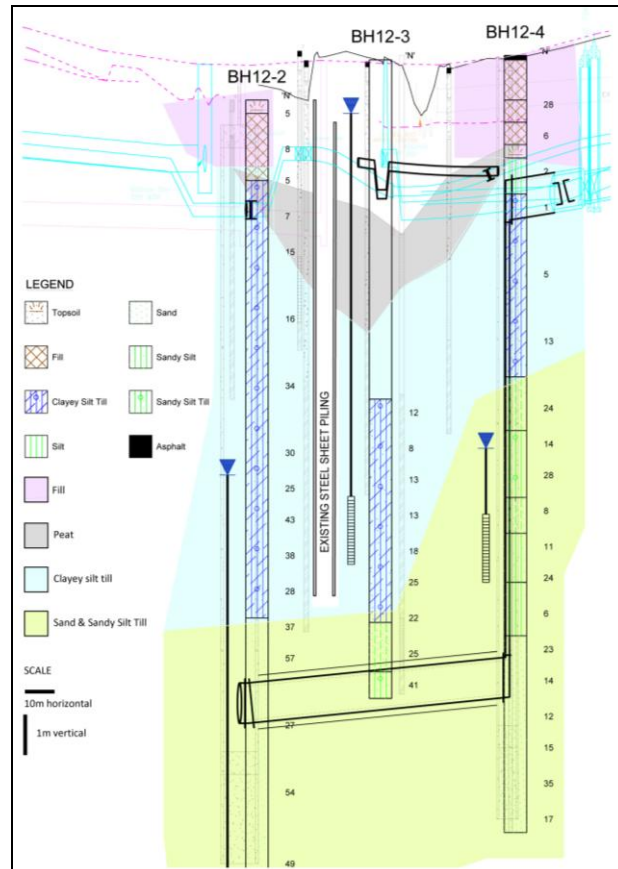 BH12-2
BH12-3
BH12-4
'N'
5
8
5
7
15
16
34
30
25
43
38
28
37
57
27
54
49
EXISTING STEEL SHEET PILING
'N'
12
8
13
13
18
25
22
25
41
'N'
28
6
2
1
5
13
24
14
28
8
11
24
6
23
14
12
15
35
17
LEGEND
Topsoil
Sand
Fill
Sandy Silt
Clayey Silt Till
Sandy Silt Till
Silt
Asphalt
Fill
Peat
Clayey silt till
Sand & Sandy Silt Till
SCALE
10m horizontal
1m vertical